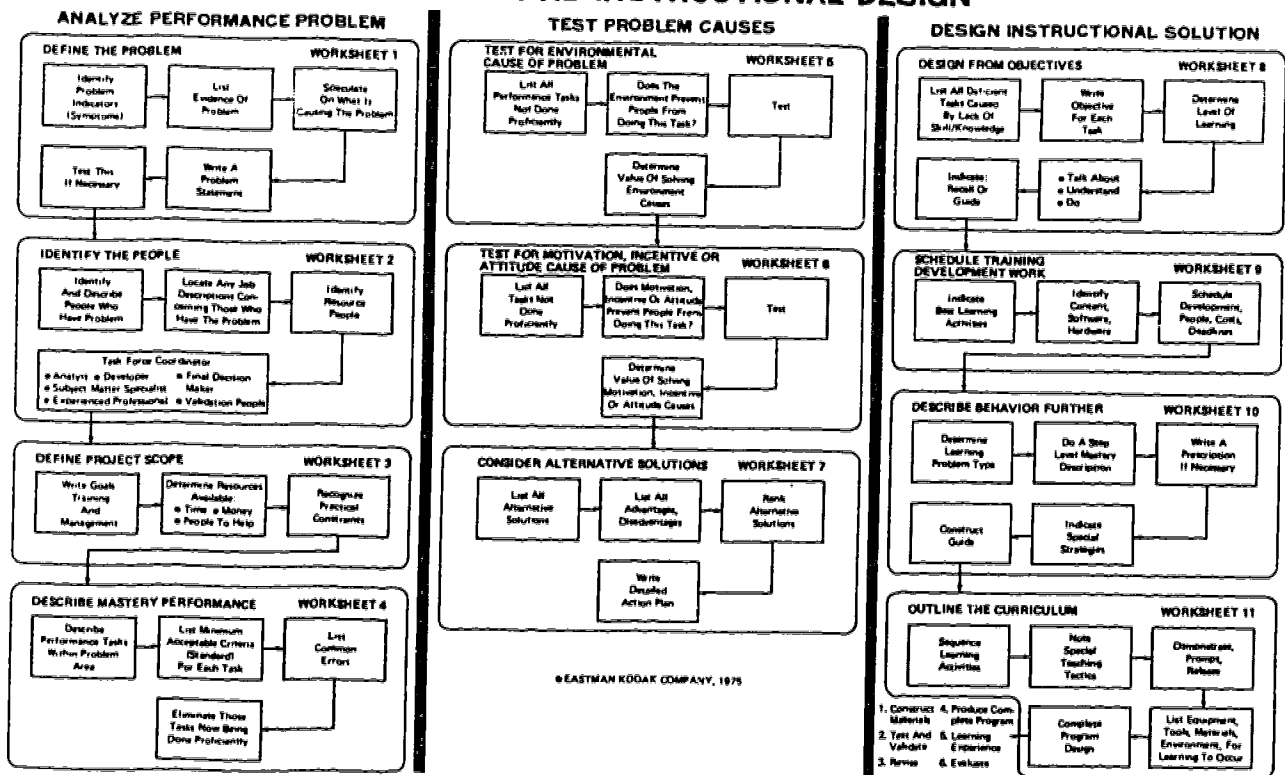 ANALYZE PERFORMANCE PROBLEM
DEFINE THE PROBLEM
WORKSHEET 1
Identify
Problem
Indicators
(Symptoms)
List
Evidence Of
Problem
Speculate
On What Is
Causing The Problem
Write A
Problem
Statement
Test This
If Necessary
IDENTIFY THE PEOPLE
WORKSHEET 2
Identify
And Describe
People Who
Have Problem
Locate Any Job
Descriptions Con-
cerning Those Who
Have The Problem
Identify
Resource
People
Task Force Coordinator
• Analyst • Developer
• Subject Matter Specialist
• Experienced Professional
• Final Decision
Maker
• Validation People
DEFINE PROJECT SCOPE
WORKSHEET 3
Write Goals
Training
And
Management
Determine Resources
Available:
• Time • Money
• People To Help
Recognize
Practical
Constraints
DESCRIBE MASTERY PERFORMANCE
WORKSHEET 4
Describe
Performance Tasks
Within Problem
Area
List Minimum
Acceptable Criteria
(Standard)
For Each Task
List
Common
Errors
Eliminate Those
Tasks Now Being
Done Proficiently
TEST PROBLEM CAUSES
TEST FOR ENVIRONMENTAL
CAUSE OF PROBLEM
WORKSHEET 5
List All
Performance Tasks
Not Done
Proficiently
Does The
Environment Prevent
People From
Doing This Task?
Test
Determine
Value Of Solving
Environment
Causes
TEST FOR MOTIVATION, INCENTIVE OR
ATTITUDE CAUSE OF PROBLEM
WORKSHEET 6
List All
Tasks Not
Done
Proficiently
Does Motivation,
Incentive Or Attitude
Prevent People From
Doing This Task?
Test
Determine
Value Of Solving
Motivation, Incentive
Or Attitude Causes
CONSIDER ALTERNATIVE SOLUTIONS
WORKSHEET 7
List All
Alternative
Solutions
List All
Advantages,
Disadvantages
Rank
Alternative
Solutions
Write
Detailed
Action Plan
© EASTMAN KODAK COMPANY, 1975
DESIGN INSTRUCTIONAL SOLUTION
DESIGN FROM OBJECTIVES
WORKSHEET 8
List All Deficient
Tasks Caused
By Lack Of
Skill/Knowledge
Write
Objective
For Each
Task
Determine
Level Of
Learning
• Talk About
• Understand
• Do
Indicate:
Recall Or
Guide
SCHEDULE TRAINING
DEVELOPMENT WORK
WORKSHEET 9
Indicate
Best Learning
Activities
Identify
Content,
Software,
Hardware
Schedule
Development,
People, Costs,
Deadlines
DESCRIBE BEHAVIOR FURTHER
WORKSHEET 10
Determine
Learning
Problem Type
Do A Step
Level Mastery
Description
Write A
Prescription
If Necessary
Indicate
Special
Strategies
Construct
Guide
OUTLINE THE CURRICULUM
WORKSHEET 11
Sequence
Learning
Activities
Note
Special
Teaching
Tactics
Demonstrate,
Prompt,
Release
List Equipment,
Tools, Materials,
Environment, For
Learning To Occur
Complete
Program
Design
1. Construct
Materials
2. Test And
Validate
3. Revise
4. Produce Com-
plete Program
5. Learning
Experience
6. Evaluate